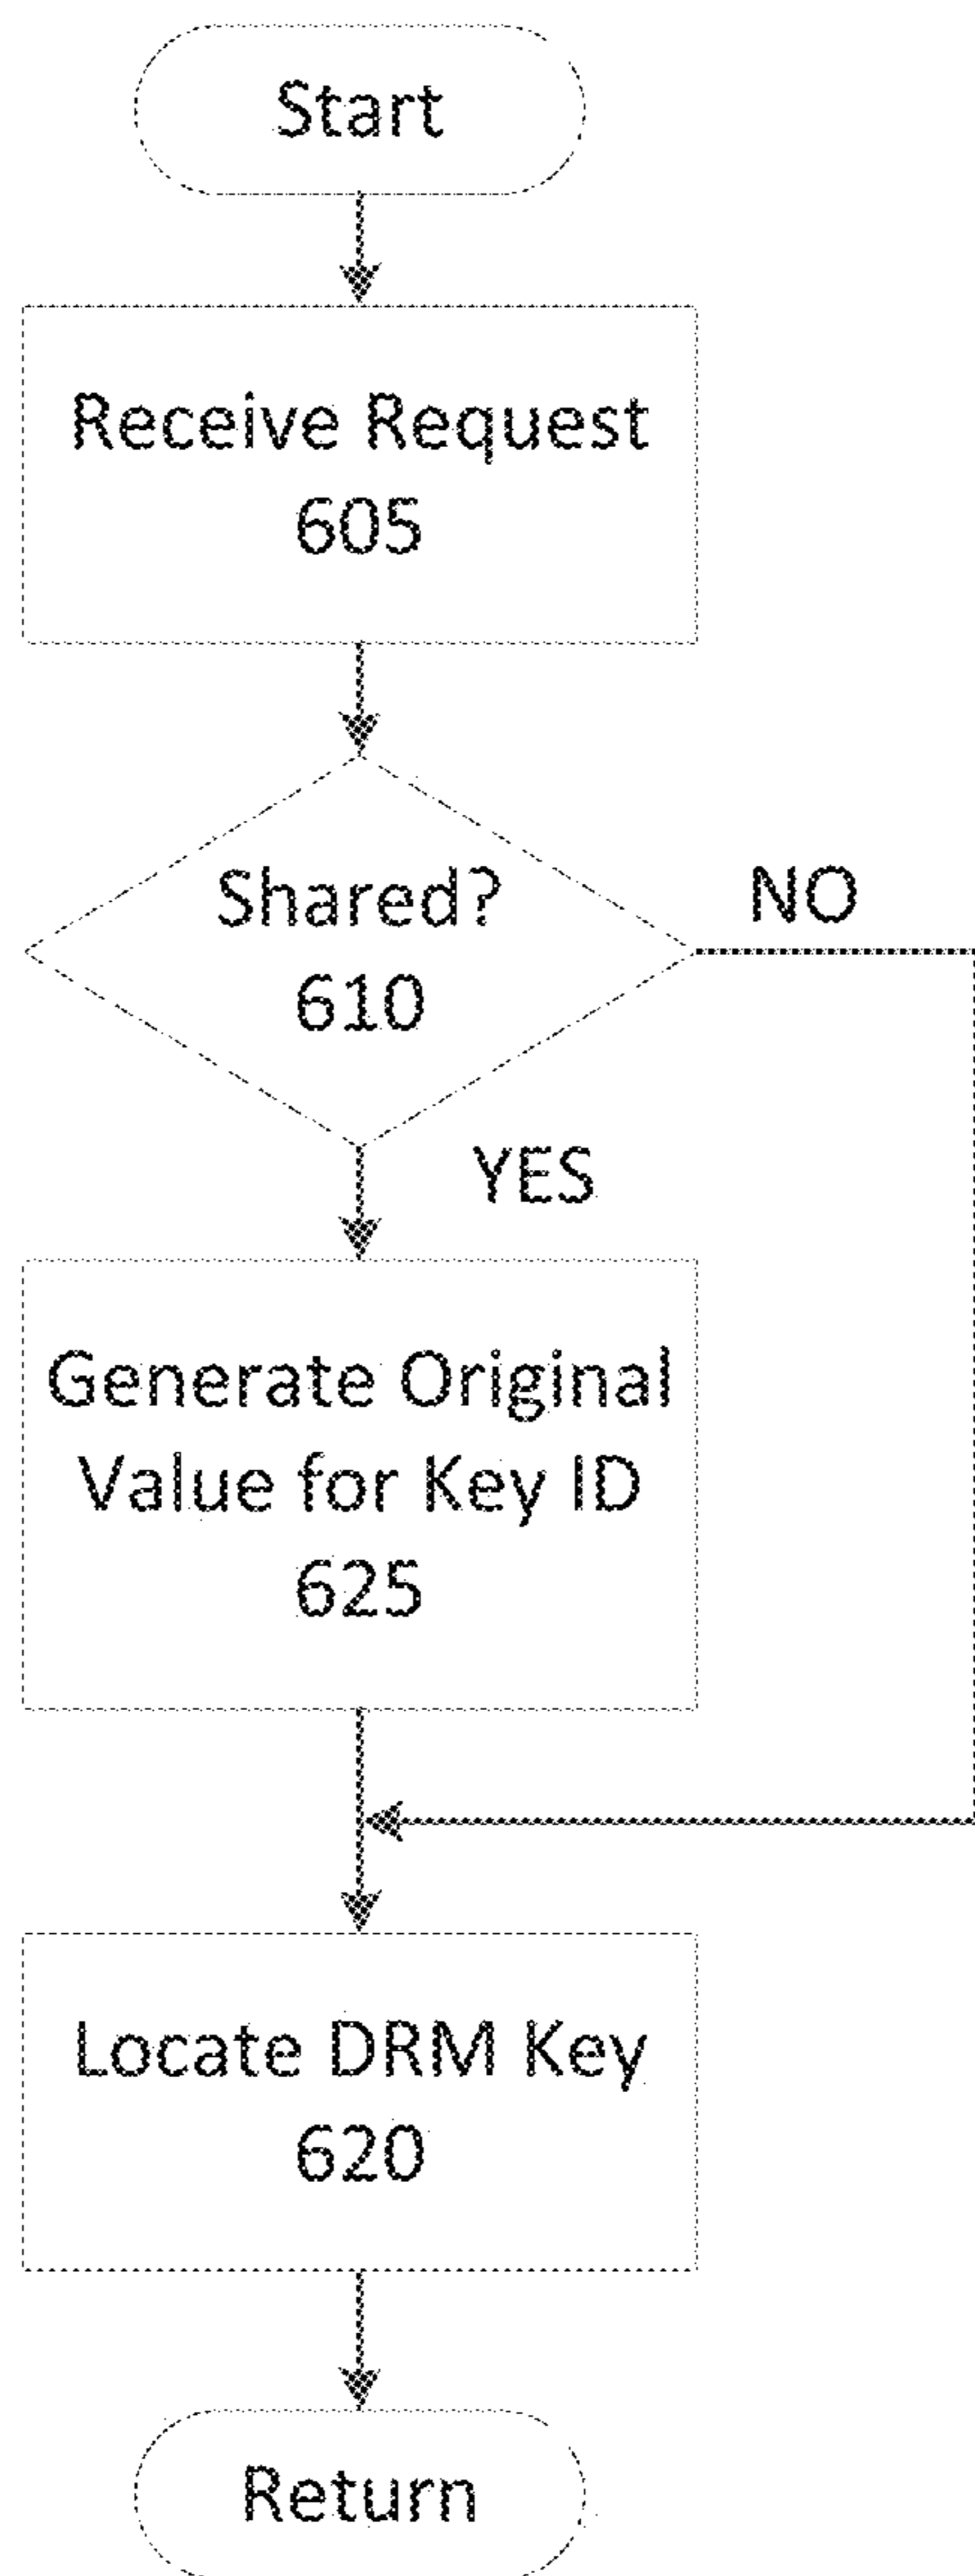 Start
Receive Request
605
Shared?
610
NO
YES
Generate Original
Value for Key ID
625
Locate DRM Key
620
Return